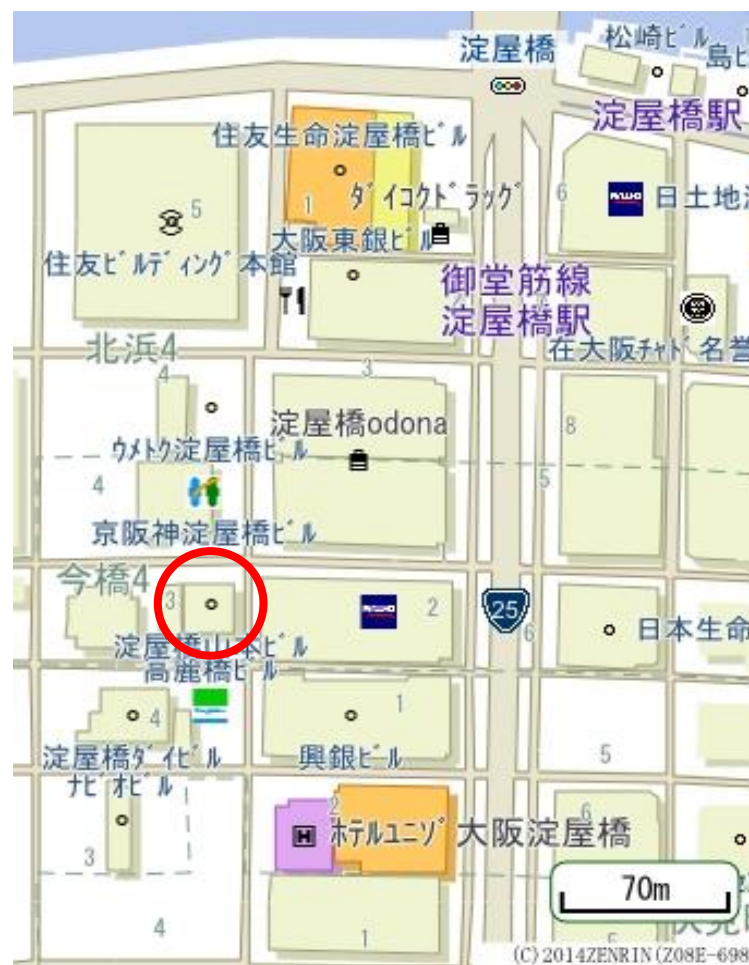 淀屋橋
松崎ビル
淀屋橋駅
住友生命淀屋橋ビル
5
1
ダイコクドラッグ
6
日土地
大阪東銀ビル
住友ビルディング本館
御堂筋線
淀屋橋駅
北浜4
在大阪チャド名誉
4
3
淀屋橋odona
8
ウメトク淀屋橋ビル
4
5
京阪神淀屋橋ビル
今橋4
3
2
25
6
日本生命
淀屋橋山本ビル
高麗橋ビル
4
1
淀屋橋ダイビル
興銀ビル
5
ナビオビル
2
6
H
ホテルユニゾ大阪淀屋橋
3
70m
4
1
(C)2014ZENRIN(Z08E-698